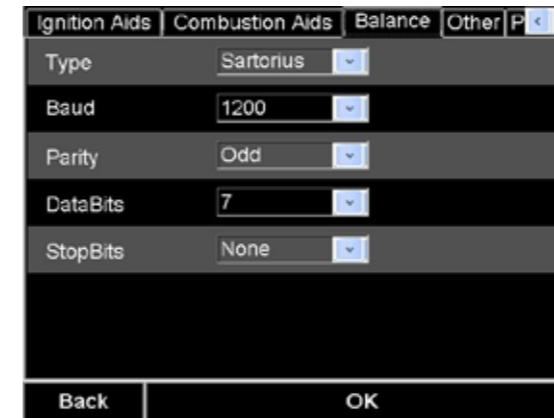 Ignition Aids Combustion Aids Balance Other P
Type Sartorius
Baud 1200
Parity Odd
DataBits 7
StopBits None
Back OK